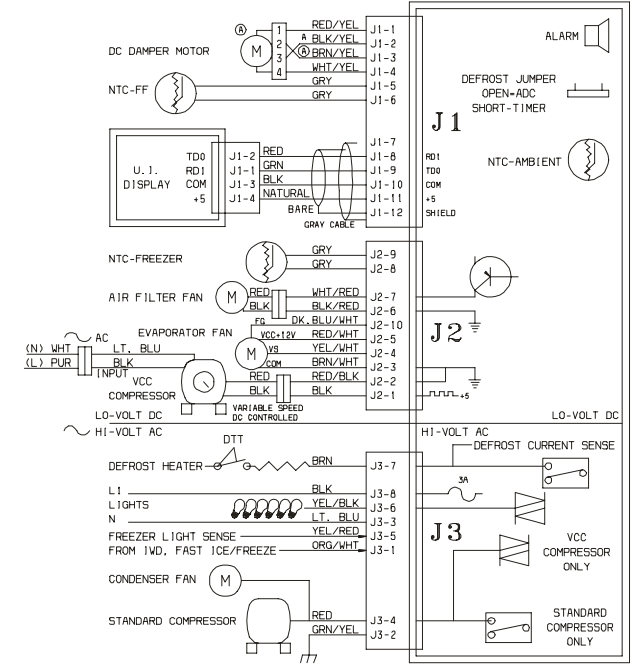 A 1 RED/YEL J1-1
A 2 BLK/YEL J1-2 ALARM
DC DAMPER MOTOR M 3 A BRN/YEL J1-3
4 WHT/YEL J1-4
NTC-FF GRY J1-5 DEFROST JUMPER
GRY J1-6 OPEN=ADC
SHORT-TIMER
J1
J1-7
TD0 J1-2 RED J1-8 RD1 NTC-AMBIENT
U.I. RD1 J1-1 GRN J1-9 TD0
DISPLAY COM J1-3 BLK J1-10 COM
+5 J1-4 NATURAL J1-11 +5
BARE J1-12 SHIELD
GRAY CABLE
GRY J2-9
NTC-FREEZER GRY J2-8
AIR FILTER FAN M RED WHT/RED J2-7
BLK BLK/RED J2-6
FG DK.BLU/WHT J2-10
EVAPORATOR FAN VCC+12V RED/WHT J2-5 J2
AC
(N) WHT LT. BLU M VS YEL/WHT J2-4
(L) PUR BLK COM BRN/WHT J2-3
INPUT RED RED/BLK J2-2
VCC COMPRESSOR BLK BLK J2-1 +5
VARIABLE SPEED
DC CONTROLLED
LO-VOLT DC LO-VOLT DC
HI-VOLT AC HI-VOLT AC
DTT DEFROST CURRENT SENSE
DEFROST HEATER BRN J3-7
3A
L1 BLK J3-8
LIGHTS YEL/BLK J3-6
N LT. BLU J3-3
FREEZER LIGHT SENSE YEL/RED J3-5 J3
FROM IWD, FAST ICE/FREEZE ORG/WHT J3-1
VCC
COMPRESSOR
ONLY
CONDENSER FAN M
STANDARD COMPRESSOR RED J3-4
GRN/YEL J3-2
STANDARD
COMPRESSOR
ONLY